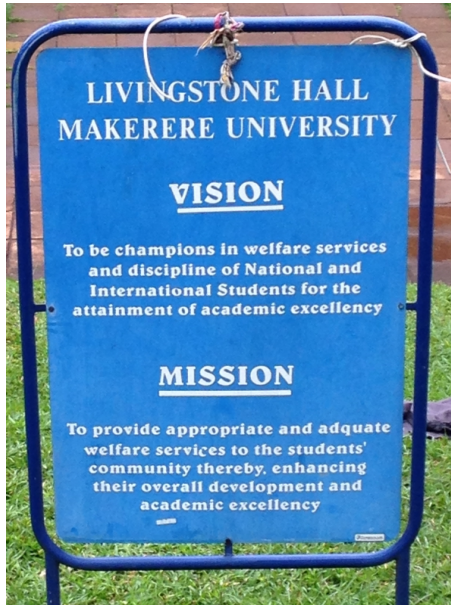 LIVINGSTONE HALL
MAKERERE UNIVERSITY
VISION
To be champions in welfare services
and discipline of National and
International Students for the
attainment of academic excellency
MISSION
To provide appropriate and adquate
welfare services to the students'
community thereby, enhancing
their overall development and
academic excellency